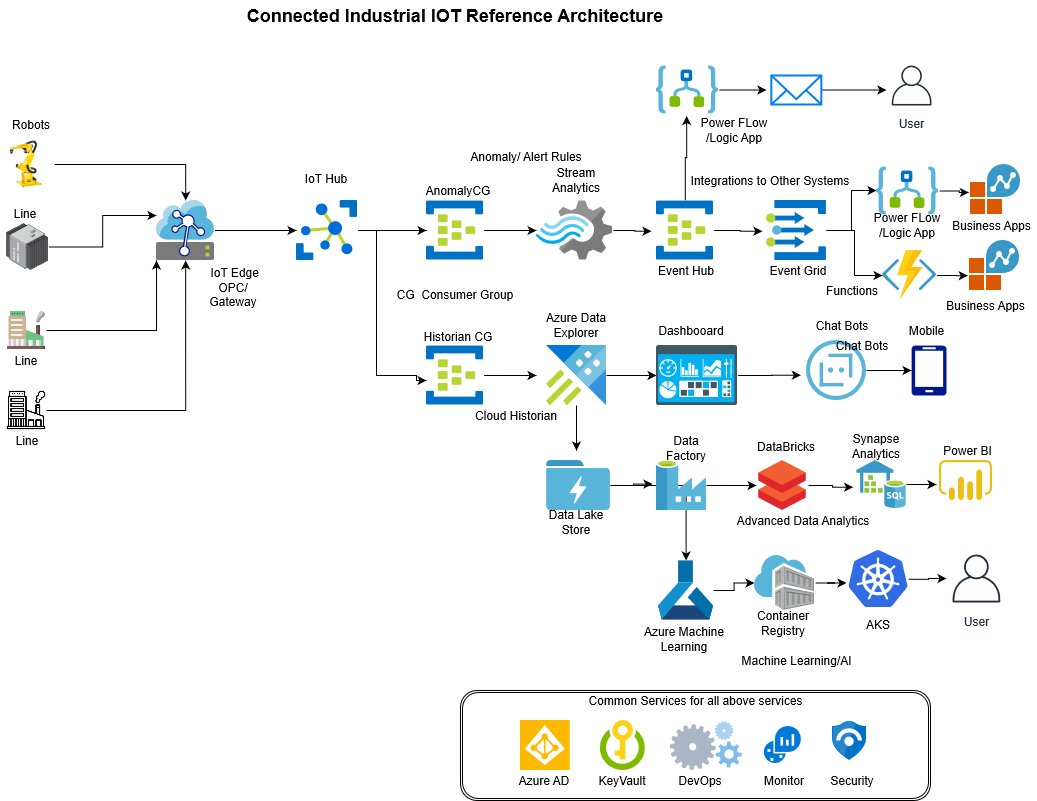 Connected Industrial IOT Reference Architecture
Robots
Line
Line
Line
IoT Edge
OPC/
Gateway
IoT Hub
Anomaly/ Alert Rules
Stream
Analytics
AnomalyCG
CG Consumer Group
Historian CG
Cloud Historian
Power FLow
/Logic App
User
Integrations to Other Systems
Event Hub
Event Grid
Power FLow
/Logic App
Business Apps
Functions
Business Apps
Azure Data
Explorer
Dashbooard
Chat Bots
Chat Bots
Mobile
Data Lake
Store
Data
Factory
DataBricks
Synapse
Analytics
SQL
Power BI
Advanced Data Analytics
Azure Machine
Learning
Container
Registry
AKS
User
Machine Learning/AI
Common Services for all above services
Azure AD
KeyVault
DevOps
Monitor
Security